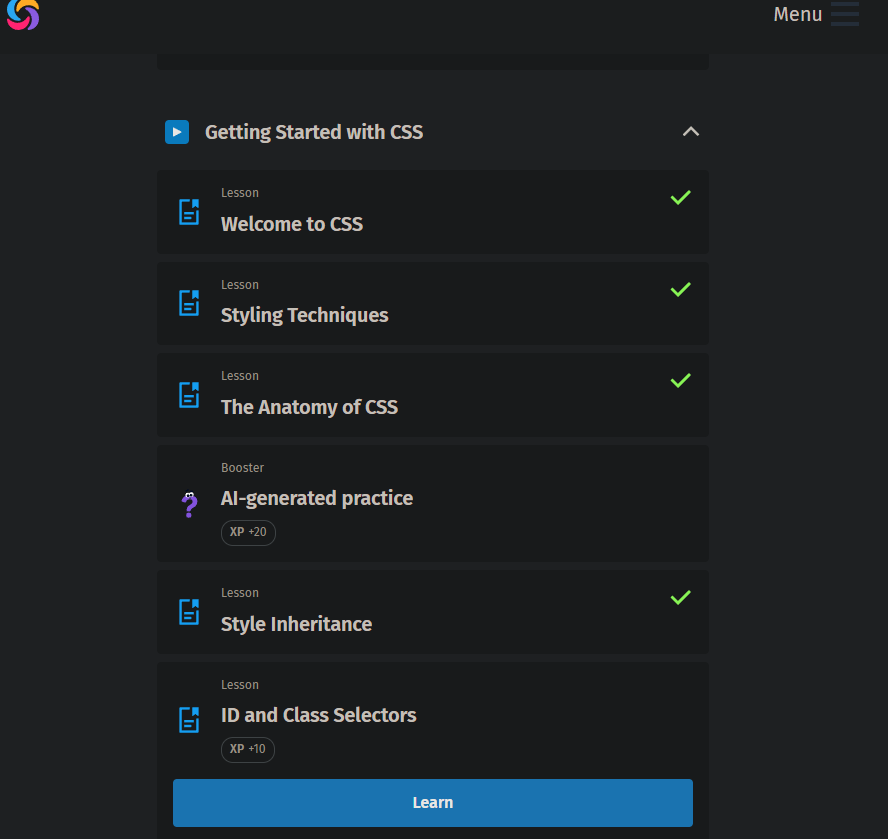 Menu
Getting Started with CSS
Lesson
Welcome to CSS
Lesson
Styling Techniques
Lesson
The Anatomy of CSS
Booster
AI-generated practice
XP +20
Lesson
Style Inheritance
Lesson
ID and Class Selectors
XP +10
Learn